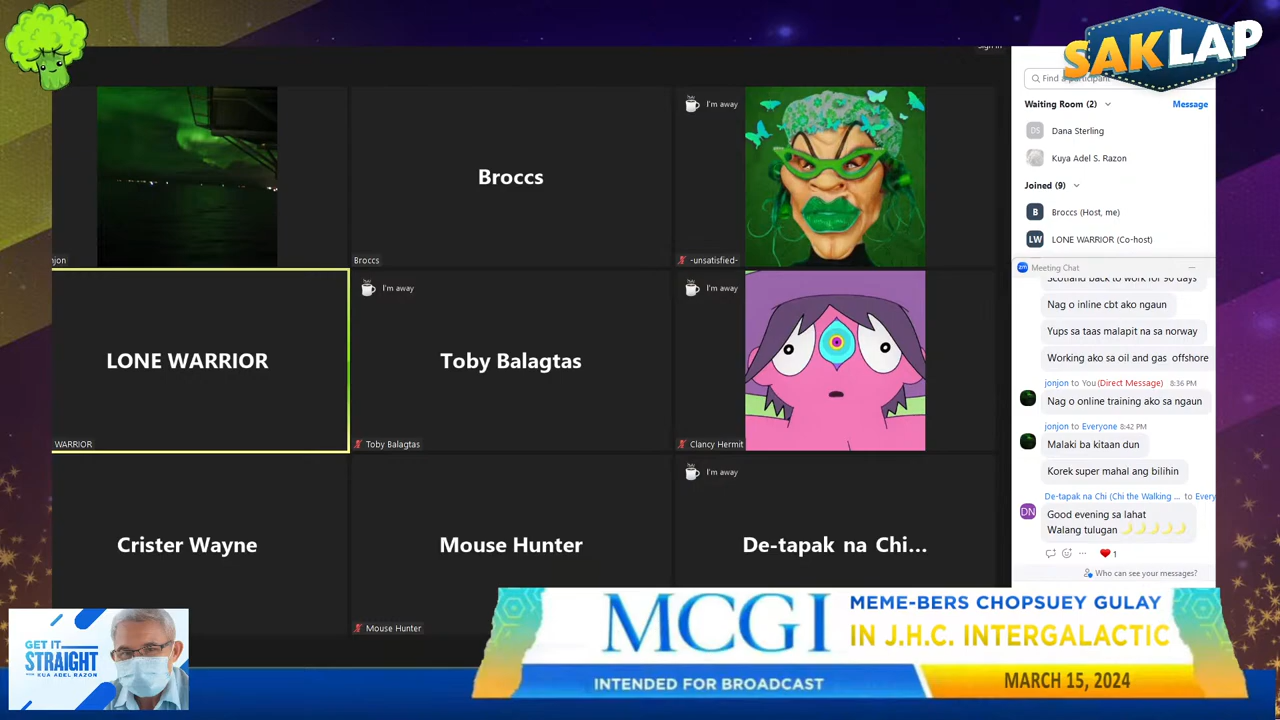 SAKLAP
Sign in
Find a participant
Waiting Room (2)
Message
DS
Dana Sterling
Kuya Adel S. Razon
Joined (9)
B
Broccs (Host, me)
LW
LONE WARRIOR (Co-host)
Meeting Chat
Scotland back to work for 90 days
Nag o inline cbt ako ngaun
Yups sa taas malapit na sa norway
Working ako sa oil and gas offshore
jonjon to You (Direct Message) 8:36 PM
Nag o online training ako sa ngaun
jonjon to Everyone 8:42 PM
Malaki ba kitaan dun
Korek super mahal ang bilihin
De-tapak na Chi (Chi the Walking ... to Every
DN
Good evening sa lahat
Walang tulugan 🌙🌙🌙🌙🌙
1
Who can see your messages?
njon
Broccs
Broccs
I'm away
-unsatisfied-
LONE WARRIOR
WARRIOR
I'm away
Toby Balagtas
Toby Balagtas
I'm away
Clancy Hermit
Crister Wayne
Mouse Hunter
Mouse Hunter
I'm away
De-tapak na Chi...
GET IT
STRAIGHT
KUYA ADEL RAZON
MCGI
MEME-BERS CHOPSUEY GULAY
IN J.H.C. INTERGALACTIC
INTENDED FOR BROADCAST
MARCH 15, 2024